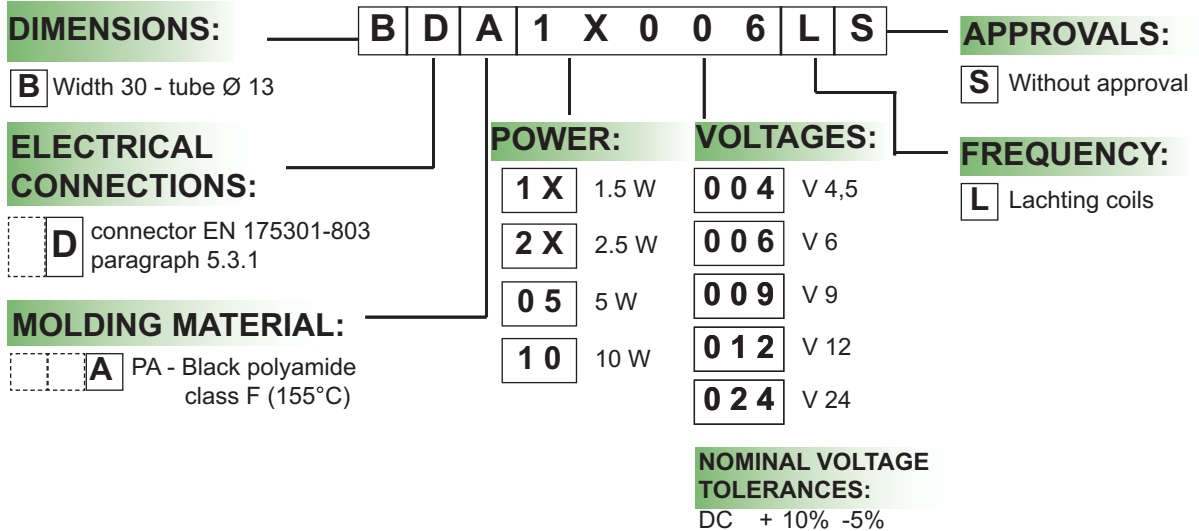 DIMENSIONS:
B D A 1 X 0 0 6 L S
APPROVALS:
B Width 30 - tube Ø 13
S Without approval
ELECTRICAL
CONNECTIONS:
D connector EN 175301-803
paragraph 5.3.1
MOLDING MATERIAL:
A PA - Black polyamide
class F (155°C)
POWER:
1 X 1.5 W
2 X 2.5 W
0 5 5 W
1 0 10 W
VOLTAGES:
0 0 4 V 4,5
0 0 6 V 6
0 0 9 V 9
0 1 2 V 12
0 2 4 V 24
NOMINAL VOLTAGE
TOLERANCES:
DC + 10% -5%
FREQUENCY:
L Lachting coils